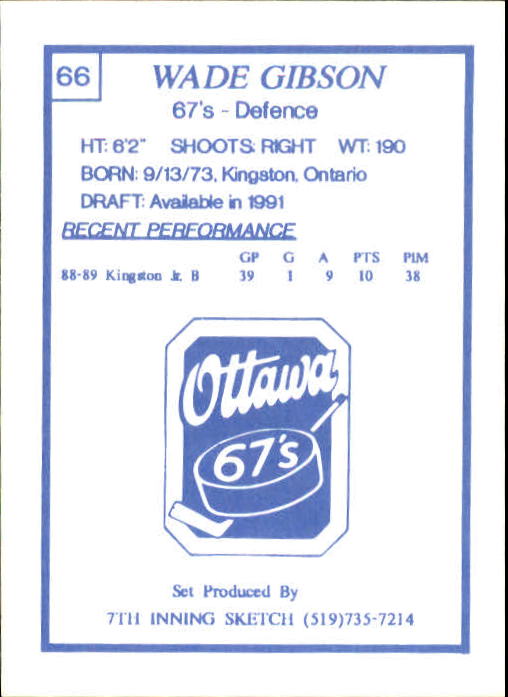 66
WADE GIBSON
67's - Defence
HT: 6'2" SHOOTS: RIGHT WT: 190
BORN: 9/13/73, Kingston, Ontario
DRAFT: Available in 1991
RECENT PERFORMANCE
GP G A PTS PIM
88-89 Kingston Jr. B 39 1 9 10 38
Ottawa
67's
Set Produced By
7TH INNING SKETCH (519)735-7214